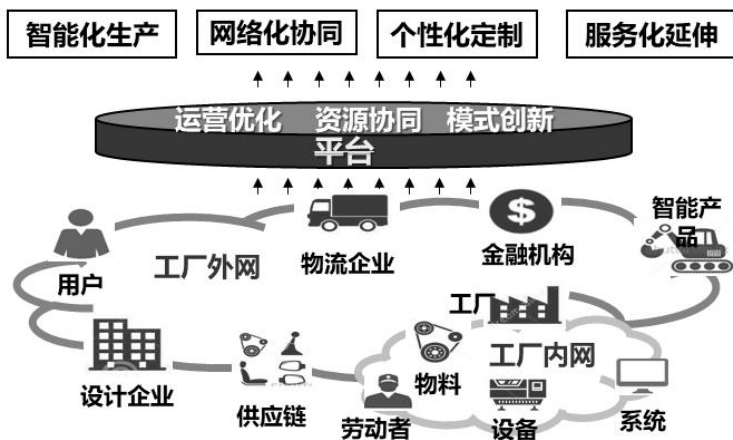 智能化生产
网络化协同
个性化定制
服务化延伸
运营优化 资源协同 模式创新
平台
用户
工厂外网
物流企业
金融机构
智能产品
工厂
设计企业
供应链
物料
工厂内网
劳动者
设备
系统